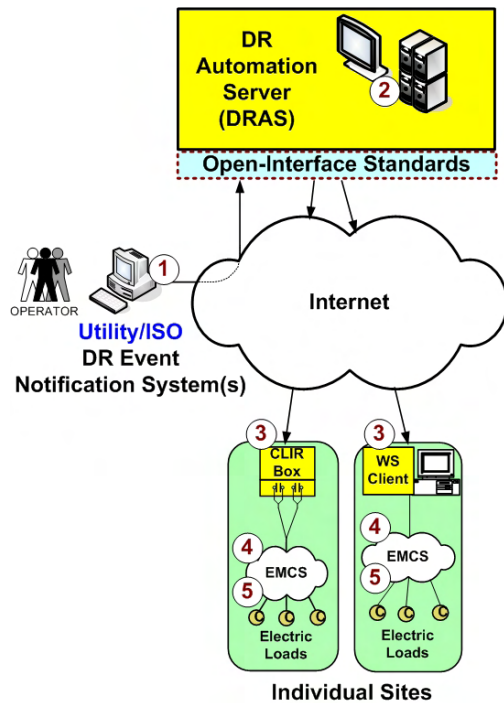 DR
Automation
Server
(DRAS)
2
Open-Interface Standards
1
OPERATOR
Internet
Utility/ISO
DR Event
Notification System(s)
3
CLIR
Box
4
EMCS
5
Electric
Loads
3
WS
Client
4
EMCS
5
Electric
Loads
Individual Sites